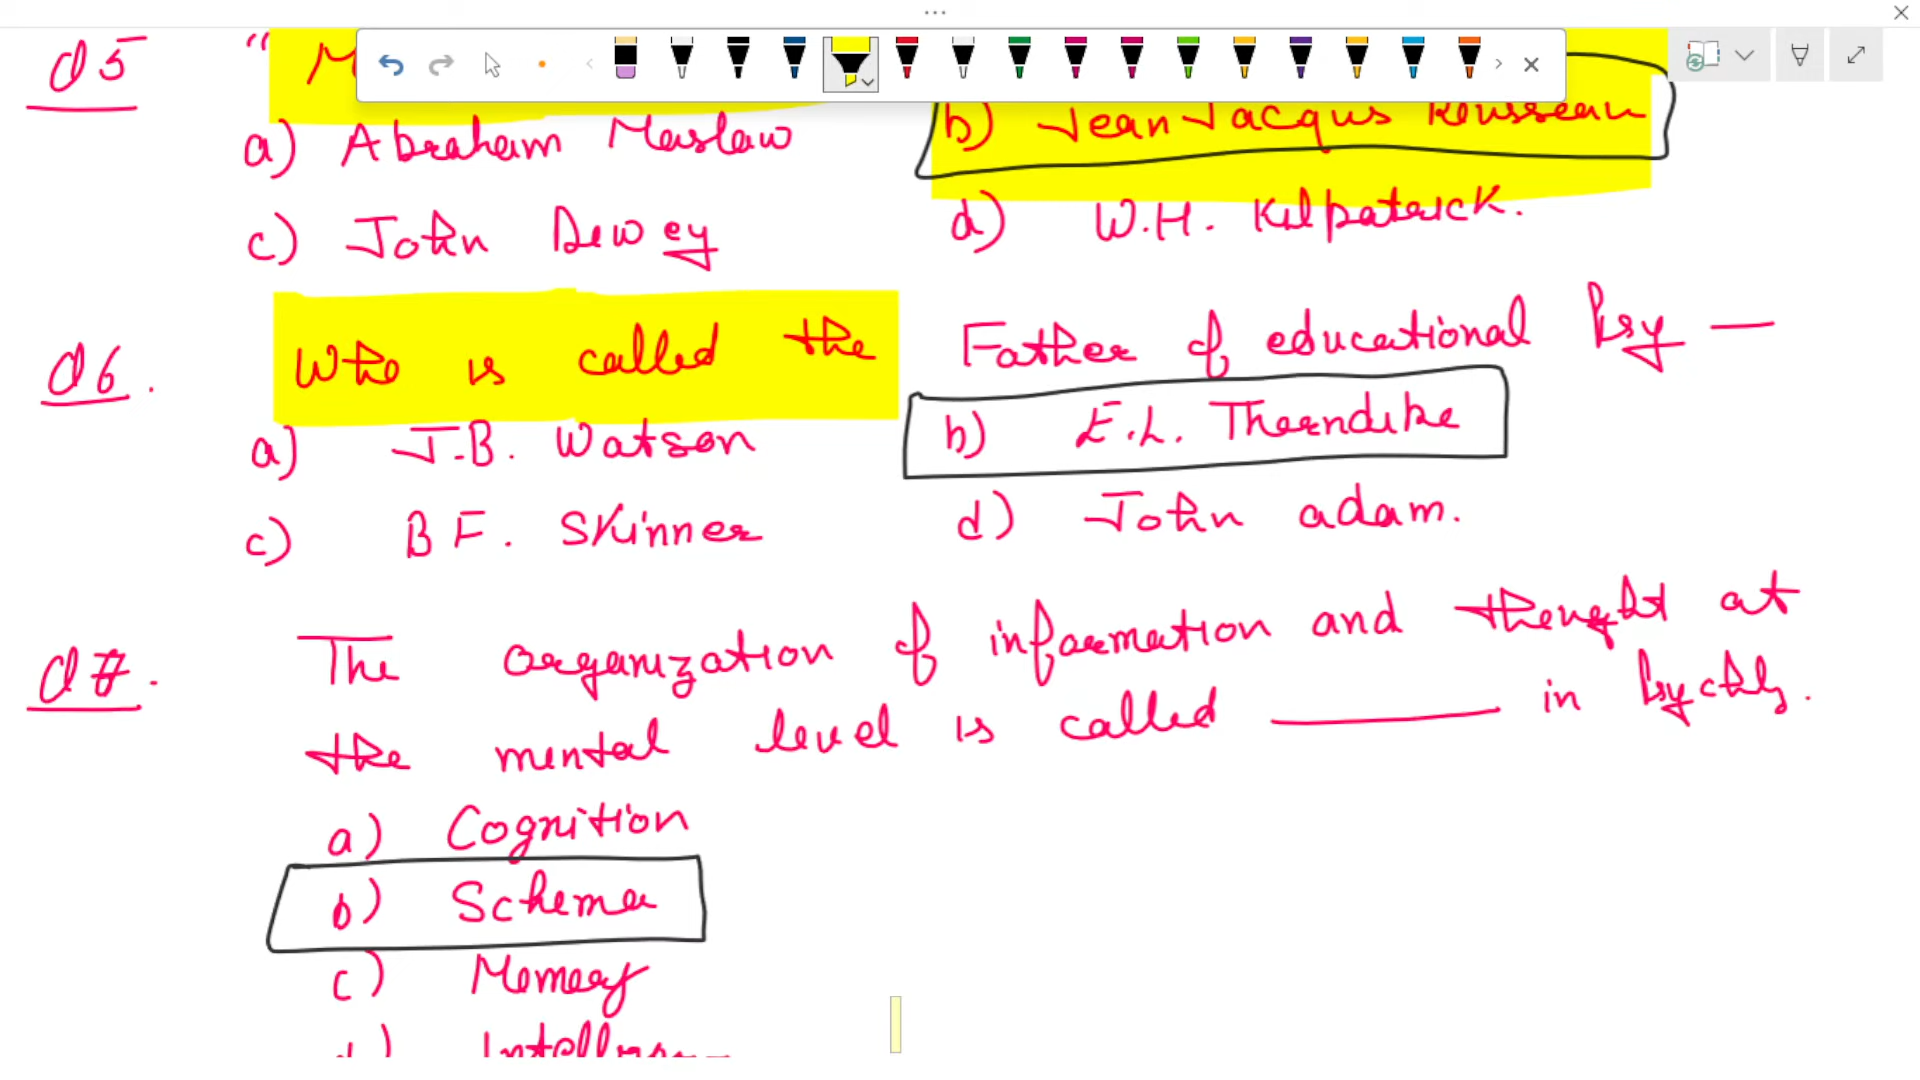 Q5 " M
a) Abraham Maslaw b) Jean Jacqus Rousseau
c) John Dewey d) W.H. Kilpatrick.
Q6. Who is called the Father of educational Psy —
a) J.B. Watson b) E.L. Thorndike
c) B F. Skinner d) John adam.
Q7. The organization of information and thought at
the mental level is called ______ in Psychly.
a) Cognition
b) Schema
c) Memory